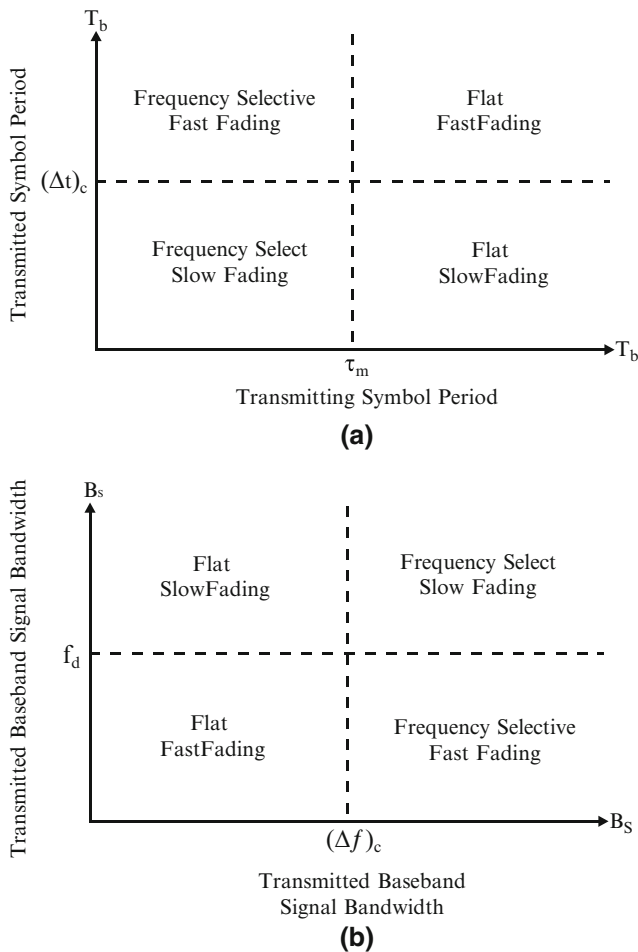 T_b
Transmitted Symbol Period
Frequency Selective
Fast Fading
Flat
FastFading
(Δt)_c
Frequency Select
Slow Fading
Flat
SlowFading
τ_m
T_b
Transmitting Symbol Period
(a)
B_s
Transmitted Baseband Signal Bandwidth
Flat
SlowFading
Frequency Select
Slow Fading
f_d
Flat
FastFading
Frequency Selective
Fast Fading
(Δf)_c
B_S
Transmitted Baseband
Signal Bandwidth
(b)